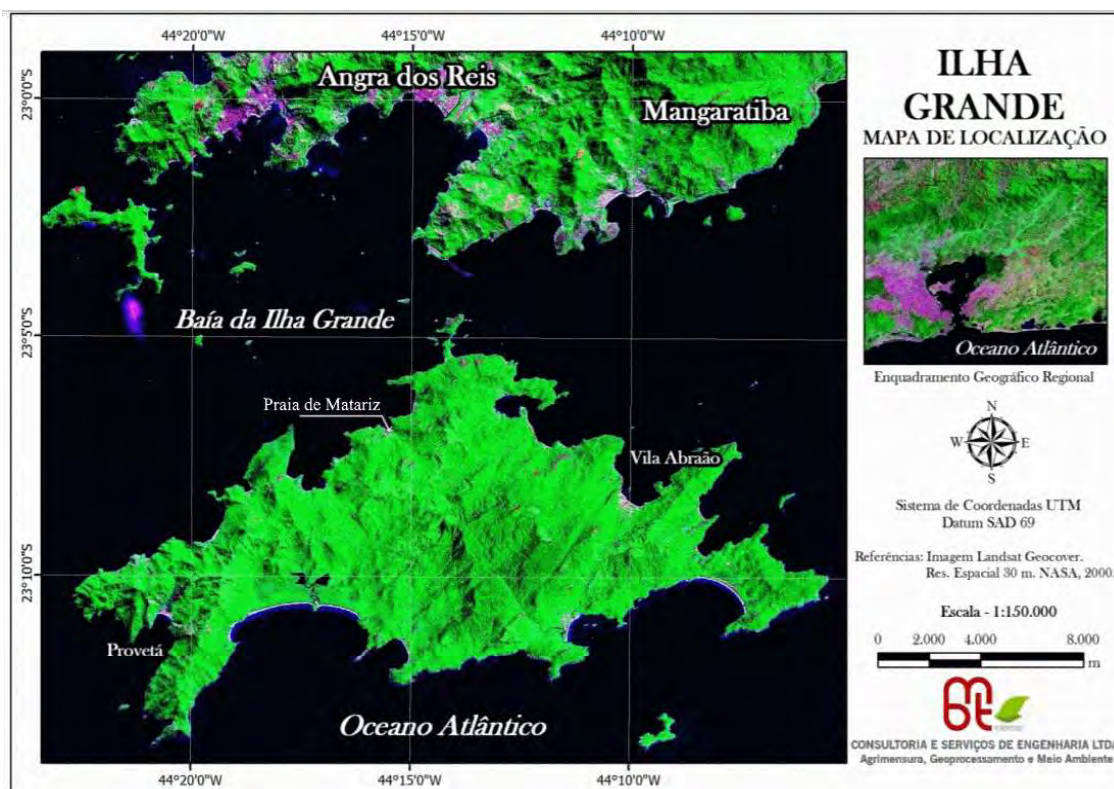 44°20'0"W
44°15'0"W
44°10'0"W
23°0'0"S
23°5'0"S
23°10'0"S
Angra dos Reis
Mangaratiba
Baía da Ilha Grande
Praia de Matariz
Vila Abraão
Provetá
Oceano Atlântico
44°20'0"W
44°15'0"W
44°10'0"W
ILHA
GRANDE
MAPA DE LOCALIZAÇÃO
Oceano Atlântico
Enquadramento Geográfico Regional
N
W
E
S
Sistema de Coordenadas UTM
Datum SAD 69
Referências: Imagem Landsat Geocover.
Res. Espacial 30 m. NASA, 2000.
Escala - 1:150.000
0 2.000 4.000 8.000
m
CONSULTORIA E SERVIÇOS DE ENGENHARIA LTDA
Agrimensura, Geoprocessamento e Meio Ambiente